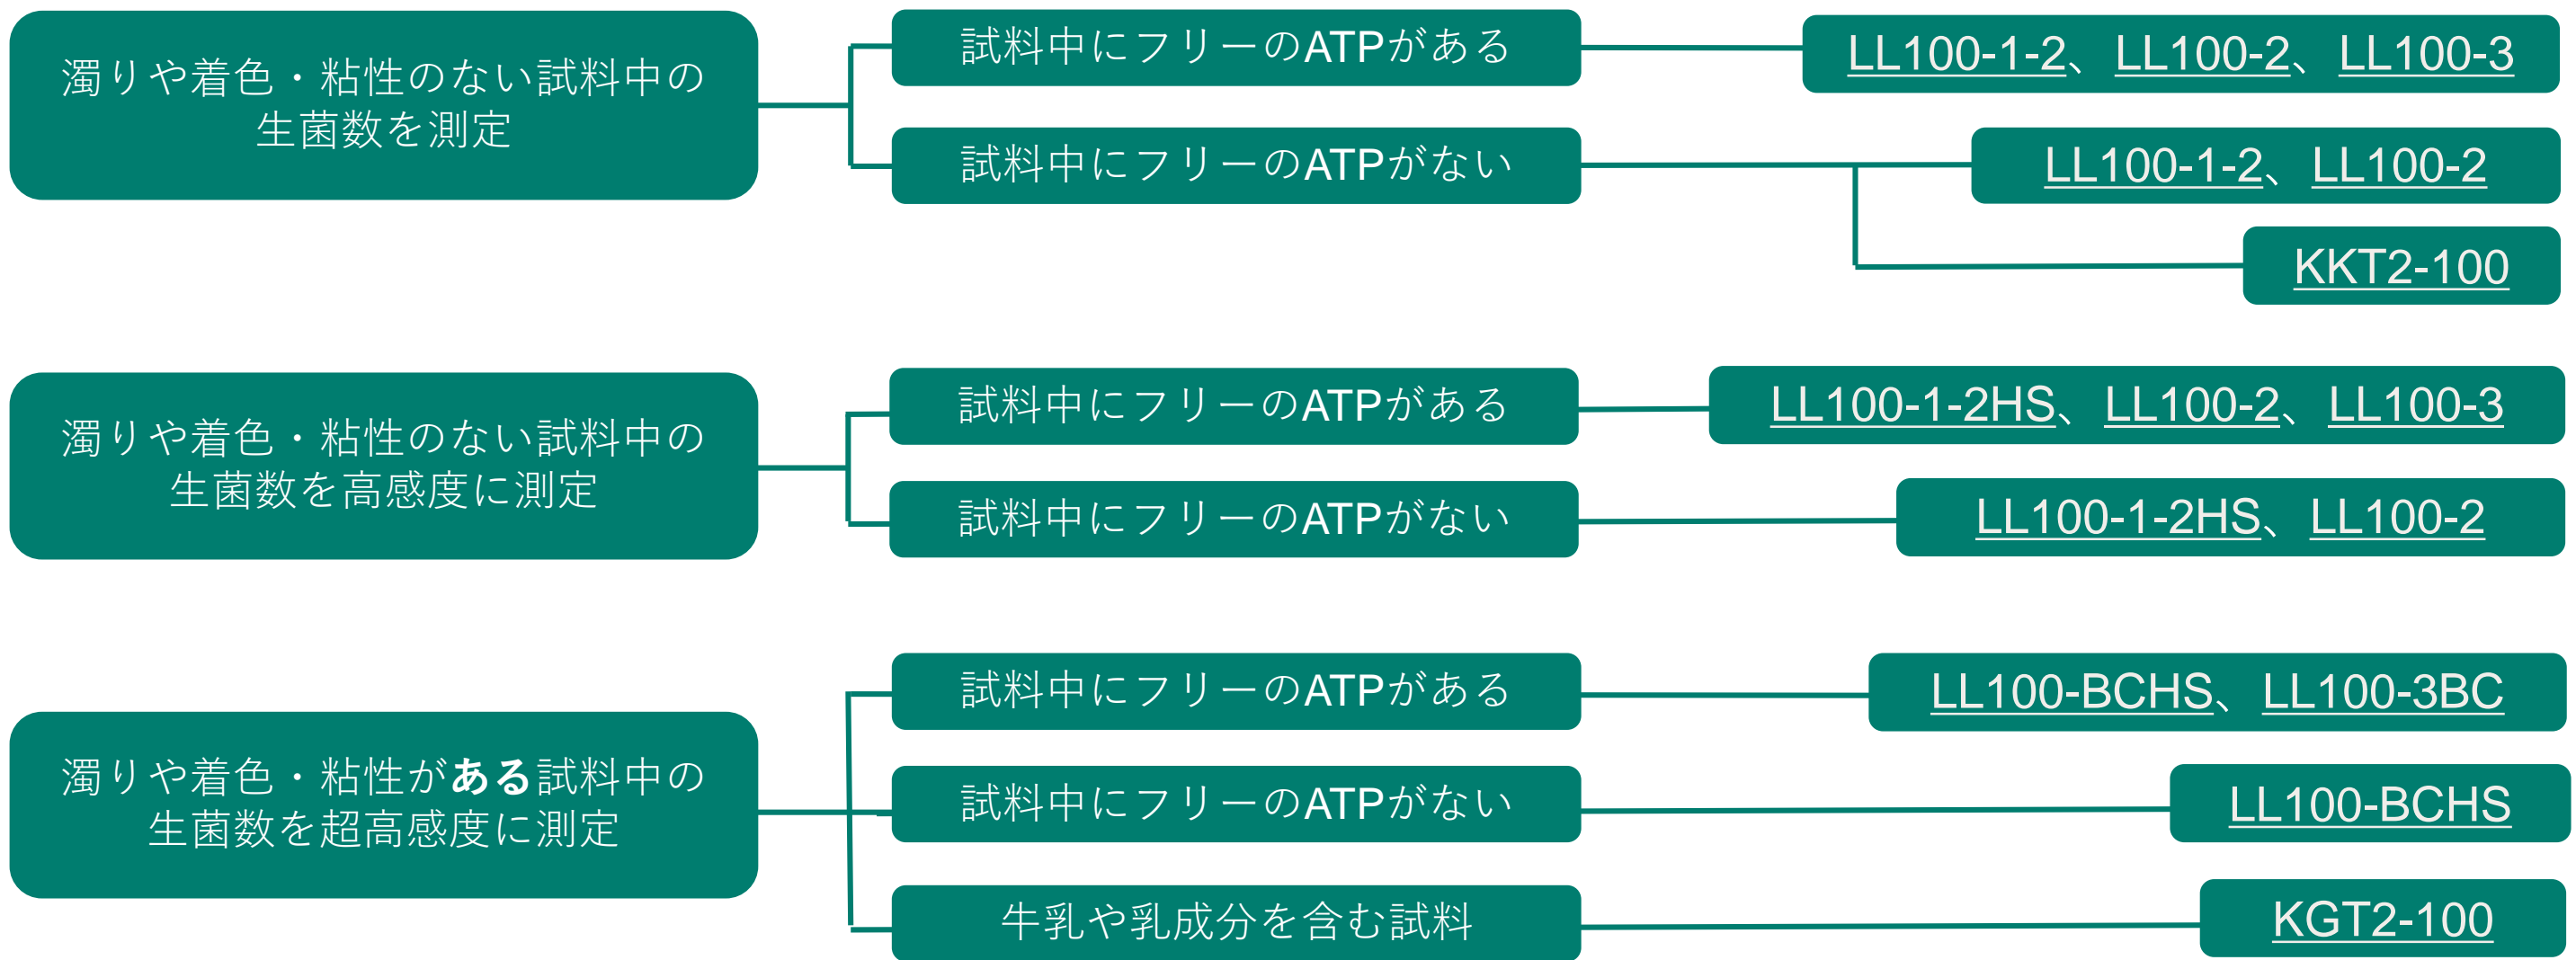 濁りや着色・粘性のない試料中の
生菌数を測定
試料中にフリーのATPがある
LL100-1-2、LL100-2、LL100-3
試料中にフリーのATPがない
LL100-1-2、LL100-2
KKT2-100
濁りや着色・粘性のない試料中の
生菌数を高感度に測定
試料中にフリーのATPがある
LL100-1-2HS、LL100-2、LL100-3
試料中にフリーのATPがない
LL100-1-2HS、LL100-2
濁りや着色・粘性がある試料中の
生菌数を超高感度に測定
試料中にフリーのATPがある
LL100-BCHS、LL100-3BC
試料中にフリーのATPがない
LL100-BCHS
牛乳や乳成分を含む試料
KGT2-100